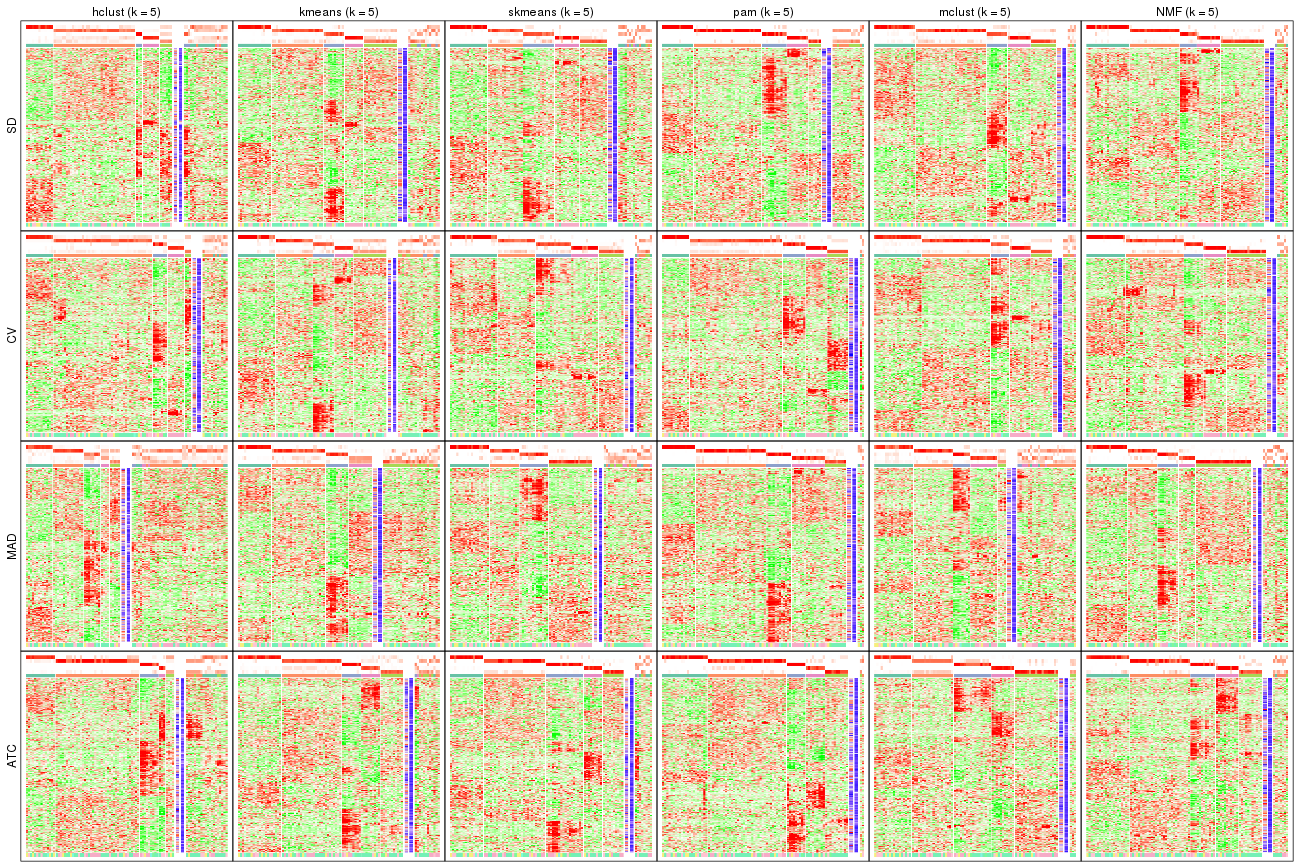 hclust (k = 5)
kmeans (k = 5)
skmeans (k = 5)
pam (k = 5)
mclust (k = 5)
NMF (k = 5)
SD
CV
MAD
ATC